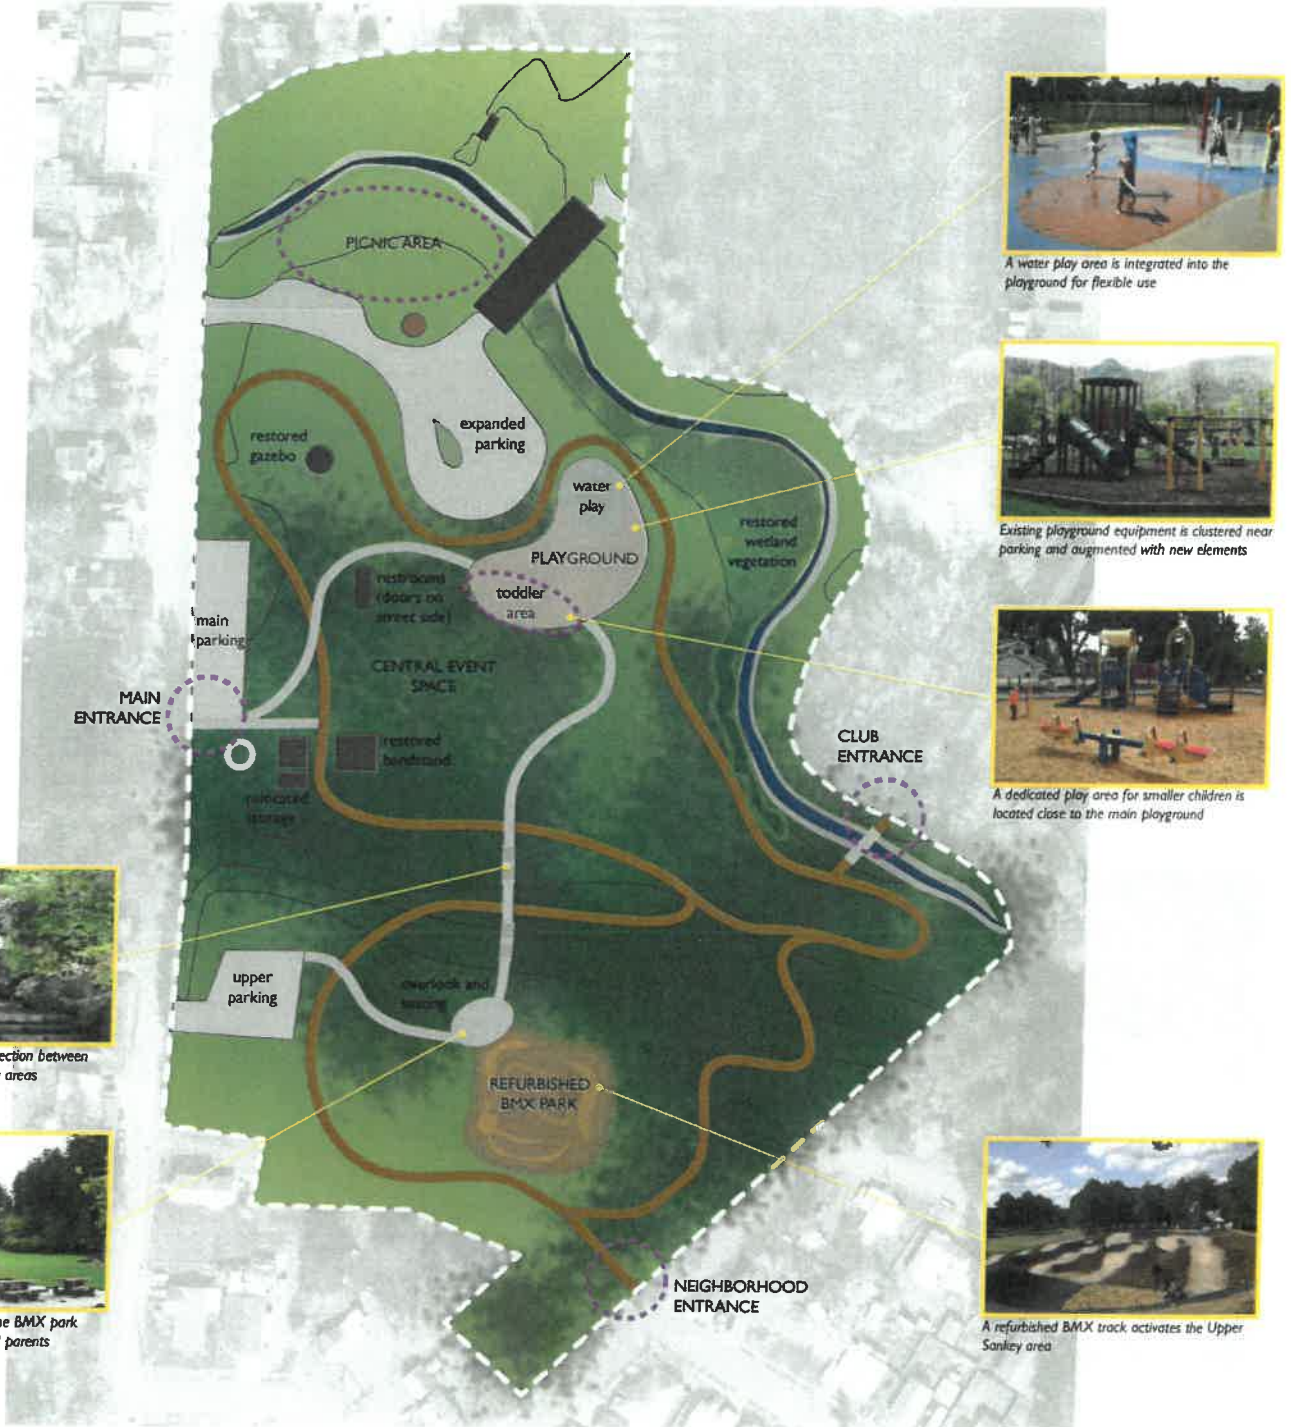 A water play area is integrated into the
playground for flexible use
PICNIC AREA
expanded
parking
restored
gazebo
water
play
Existing playground equipment is clustered near
parking and augmented with new elements
restored
wetland
vegetation
PLAYGROUND
restrooms
(doors on
street side)
toddler
area
main
parking
CENTRAL EVENT
SPACE
MAIN
ENTRANCE
CLUB
ENTRANCE
restored
bandstand
relocated
storage
A dedicated play area for smaller children is
located close to the main playground
upper
parking
overlook and
seating
ection between
areas
REFURBISHED
BMX PARK
NEIGHBORHOOD
ENTRANCE
ne BMX park
parents
A refurbished BMX track activates the Upper
Sankey area